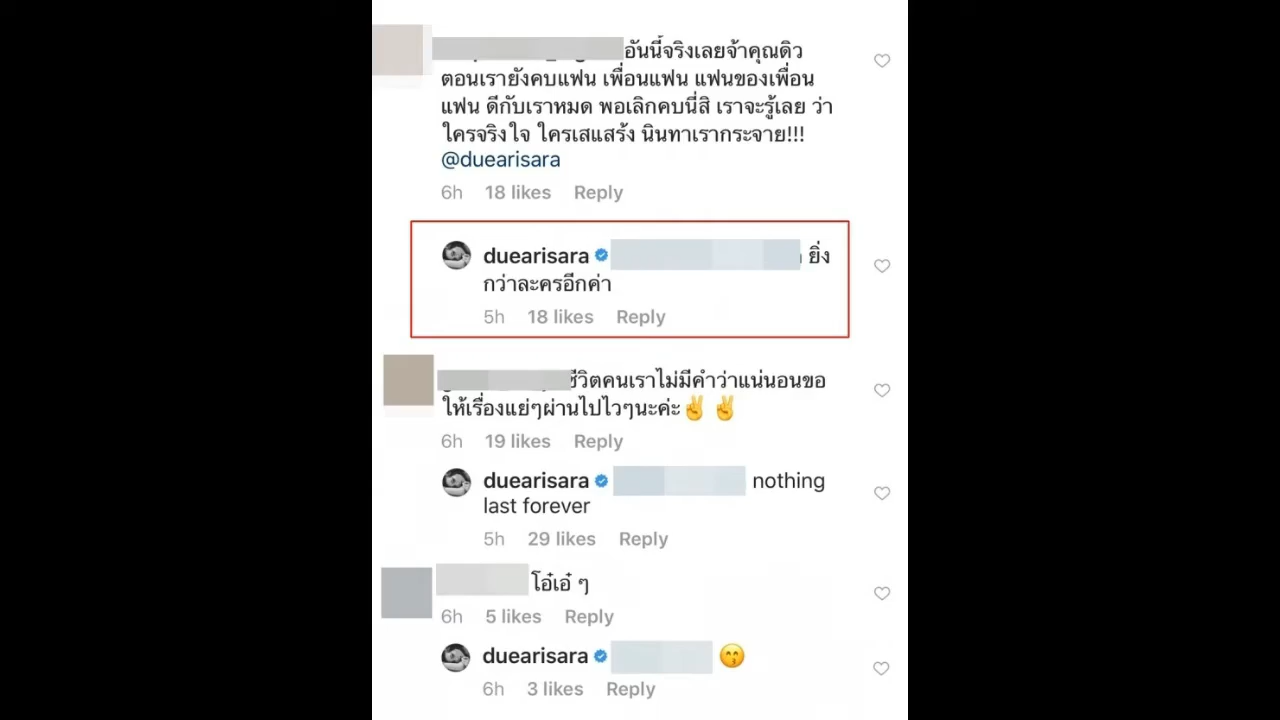 อันนี้จริงเลยจ้าคุณดิว
ตอนเรายังคบแฟน เพื่อนแฟน แฟนของเพื่อน
แฟน ดีกับเราหมด พอเลิกคบนี่สิ เราจะรู้เลย ว่า
ใครจริงใจ ใครเสแสร้ง นินทาเรากระจาย!!!
@duearisara
6h 18 likes Reply
duearisara ยิ่ง
กว่าละครอีกค่า
5h 18 likes Reply
ชีวิตคนเราไม่มีคำว่าแน่นอนขอ
ให้เรื่องแย่ๆผ่านไปไวๆนะค่ะ✌️ ✌️
6h 19 likes Reply
duearisara nothing
last forever
5h 29 likes Reply
โอ๋เอ๋ ๆ
6h 5 likes Reply
duearisara 😙
6h 3 likes Reply